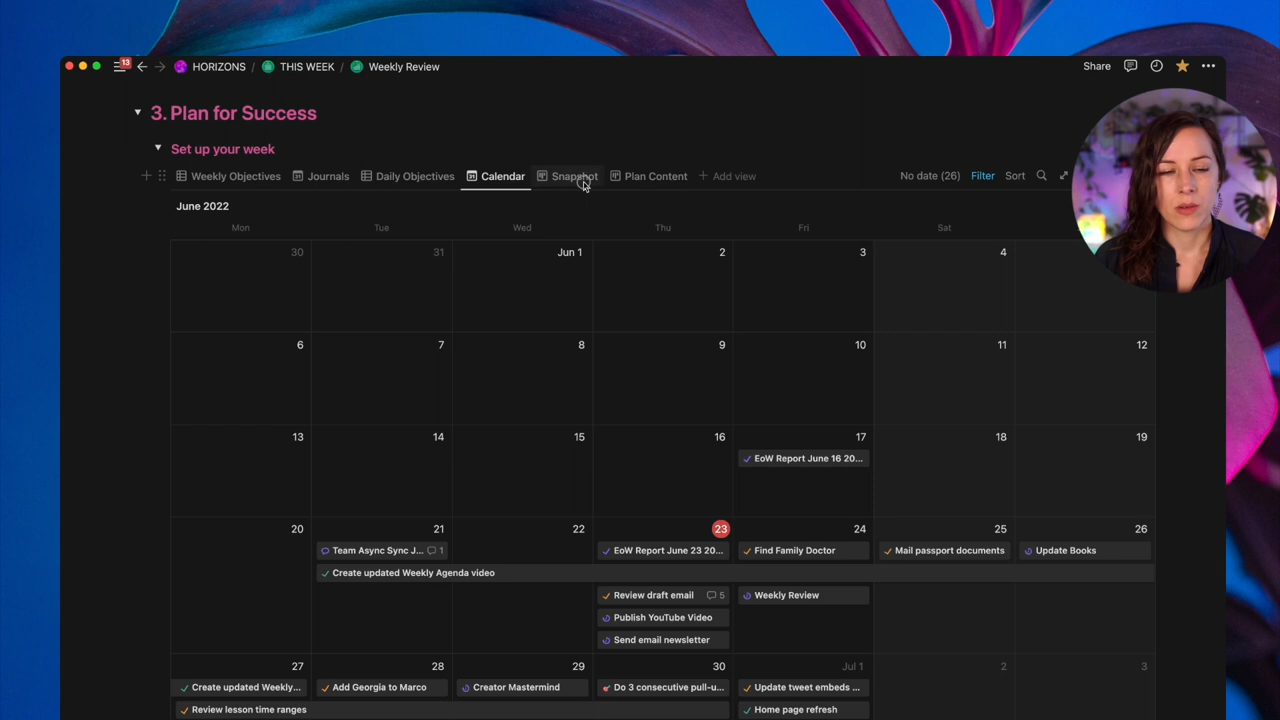 13
HORIZONS / THIS WEEK / Weekly Review
Share
3. Plan for Success
Set up your week
Weekly Objectives Journals Daily Objectives Calendar Snapshot Plan Content Add view No date (26) Filter Sort
June 2022
Mon Tue Wed Thu Fri Sat
30 31 Jun 1 2 3 4
6 7 8 9 10 11 12
13 14 15 16 17 18 19
EoW Report June 16 20...
20 21 22 23 24 25 26
Team Async Sync J... 1 EoW Report June 23 20... Find Family Doctor Mail passport documents Update Books
Create updated Weekly Agenda video
Review draft email 5 Weekly Review
Publish YouTube Video
Send email newsletter
27 28 29 30 Jul 1 2 3
Create updated Weekly... Add Georgia to Marco Creator Mastermind Do 3 consecutive pull-u... Update tweet embeds ...
Review lesson time ranges Home page refresh